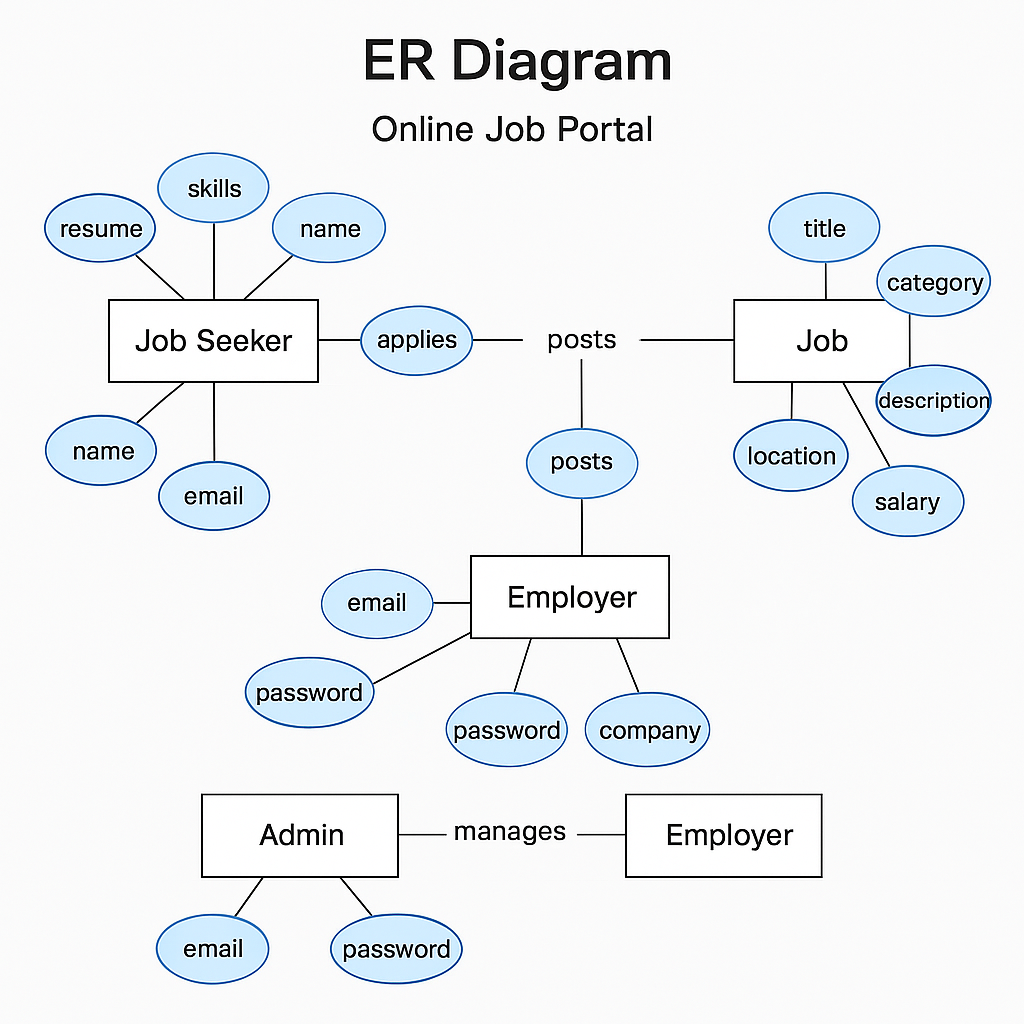 ER Diagram
Online Job Portal
skills
resume
name
title
category
Job Seeker
applies
posts
Job
description
name
email
posts
location
salary
email
Employer
password
password
company
Admin
manages
Employer
email
password